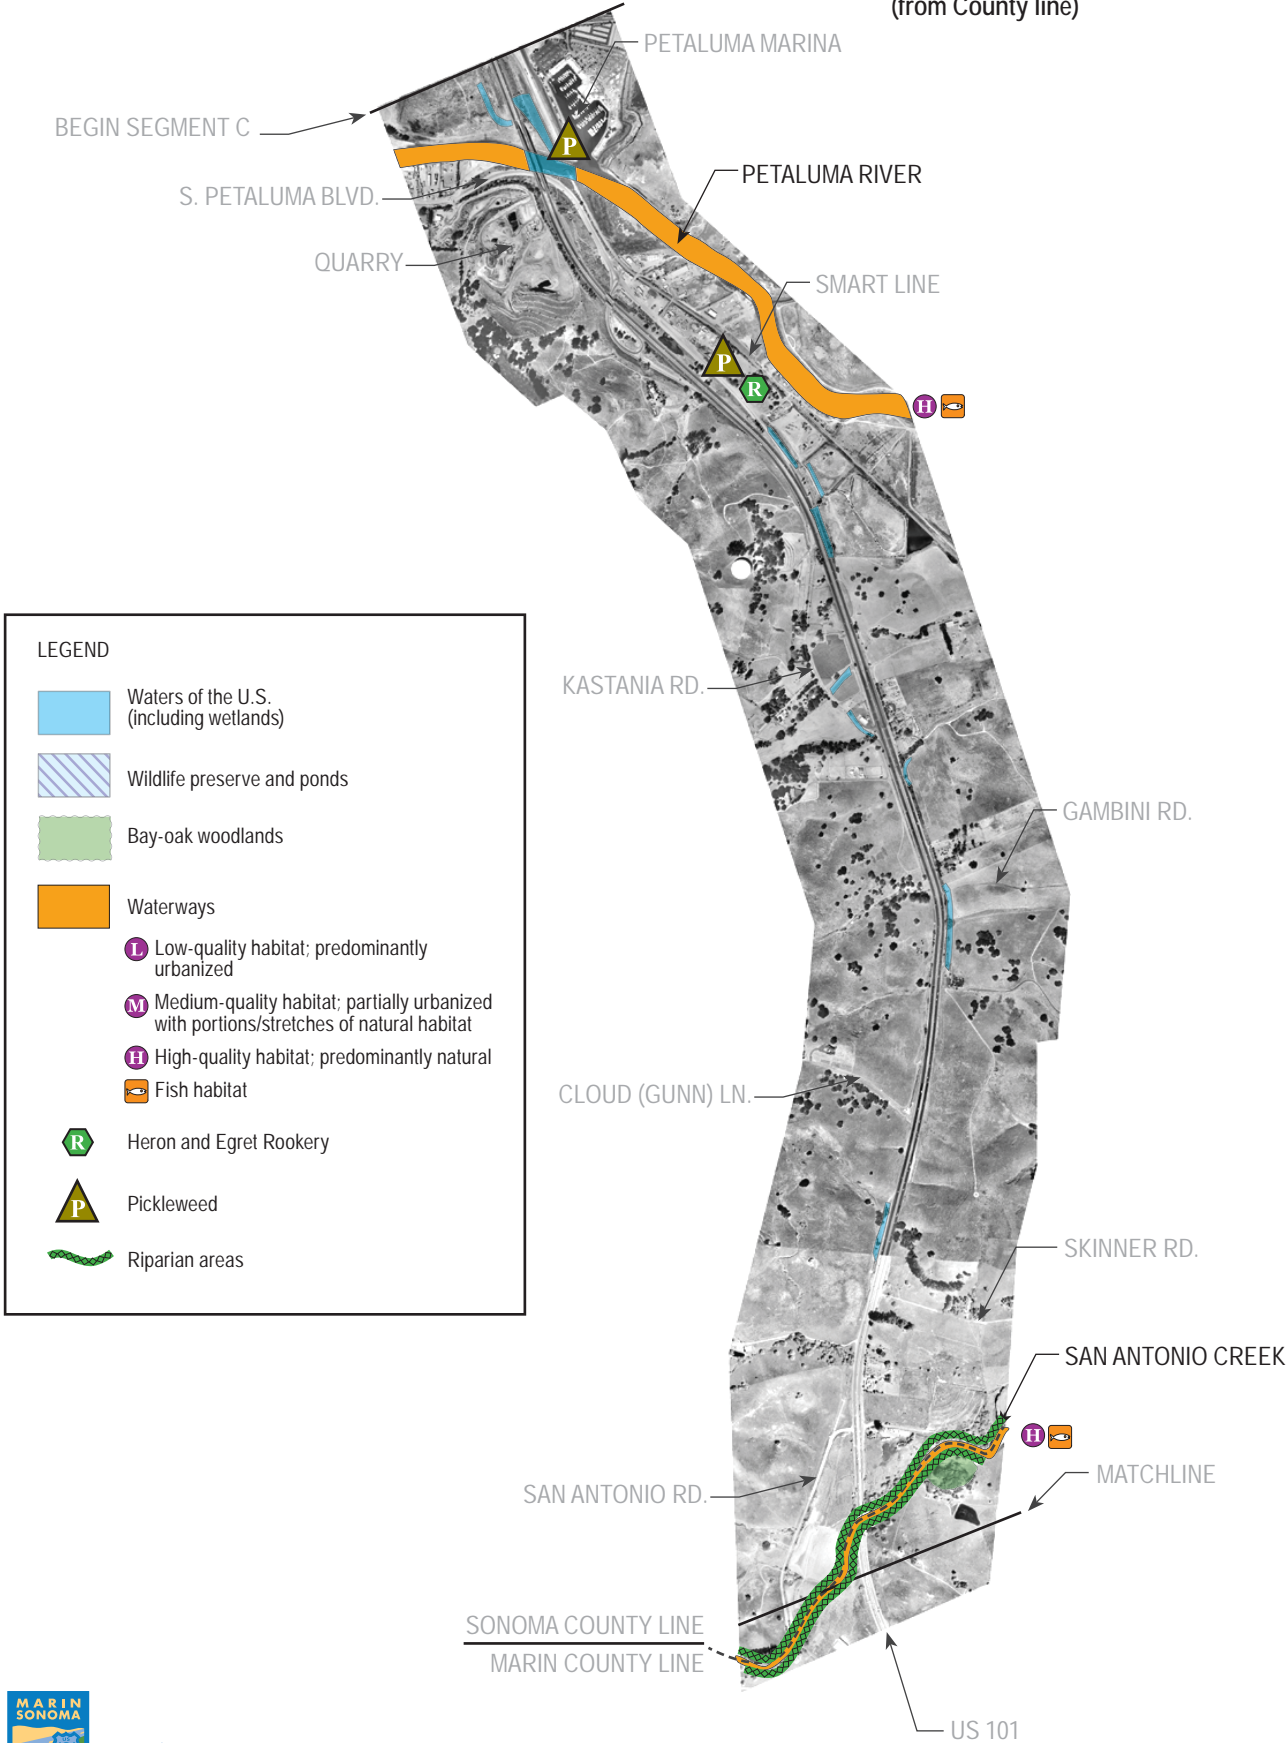 (from County line)
PETALUMA MARINA
BEGIN SEGMENT C
P
PETALUMA RIVER
S. PETALUMA BLVD.
QUARRY
SMART LINE
P
R
H
LEGEND
Waters of the U.S.
(including wetlands)
Wildlife preserve and ponds
Bay-oak woodlands
Waterways
L Low-quality habitat; predominantly
urbanized
M Medium-quality habitat; partially urbanized
with portions/stretches of natural habitat
H High-quality habitat; predominantly natural
Fish habitat
R Heron and Egret Rookery
P Pickleweed
Riparian areas
KASTANIA RD.
GAMBINI RD.
CLOUD (GUNN) LN.
SKINNER RD.
SAN ANTONIO CREEK
H
MATCHLINE
SAN ANTONIO RD.
SONOMA COUNTY LINE
MARIN COUNTY LINE
US 101
MARIN
SONOMA